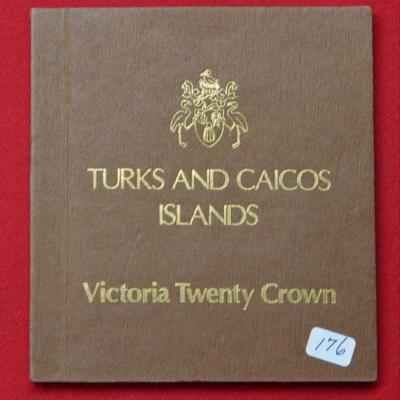 TURKS AND CAICOS
ISLANDS
Victoria Twenty Crown
176